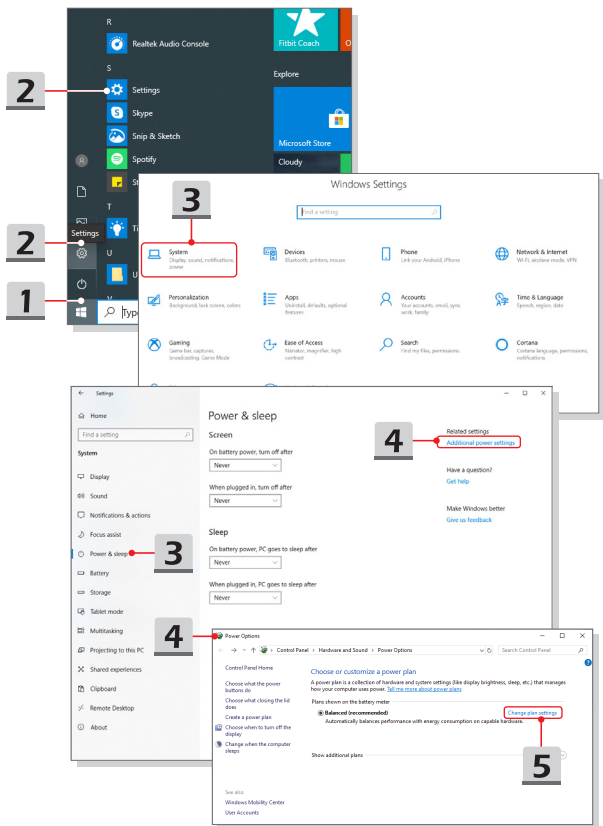 R
Realtek Audio Console
Fitbit Coach
S
Explore
2
Settings
Skype
Snip & Sketch
Microsoft Store
Spotify
Cloudy
T
U
Settings
2
1
3
Windows Settings
Find a setting
System
Display, sound, notifications,
power
Devices
Bluetooth, printers, mouse
Phone
Link your Android, iPhone
Network & Internet
Wi-Fi, airplane mode, VPN
Personalization
Background, lock screen, colors
Apps
Uninstall, defaults, optional
features
Accounts
Your accounts, email, sync,
work, family
Time & Language
Speech, region, date
Gaming
Game bar, captures,
broadcasting, Game Mode
Ease of Access
Narrator, magnifier, high
contrast
Search
Find my files, permissions
Cortana
Cortana language, permissions,
notifications
Settings
Home
Find a setting
System
Display
Sound
Notifications & actions
Focus assist
Power & sleep
3
Battery
Storage
Tablet mode
Multitasking
Projecting to this PC
Shared experiences
Clipboard
Remote Desktop
About
Power & sleep
Screen
On battery power, turn off after
Never
When plugged in, turn off after
Never
Sleep
On battery power, PC goes to sleep after
Never
When plugged in, PC goes to sleep after
Never
4
Related settings
Additional power settings
Have a question?
Get help
Make Windows better
Give us feedback
4
Power Options
Control Panel › Hardware and Sound › Power Options
Search Control Panel
Control Panel Home
Choose what the power
buttons do
Choose what closing the lid
does
Create a power plan
Choose when to turn off the
display
Change when the computer
sleeps
See also
Windows Mobility Center
User Accounts
Choose or customize a power plan
A power plan is a collection of hardware and system settings (like display brightness, sleep, etc.) that manages
how your computer uses power. Tell me more about power plans
Plans shown on the battery meter
Balanced (recommended)
Change plan settings
Automatically balances performance with energy consumption on capable hardware.
Show additional plans
5